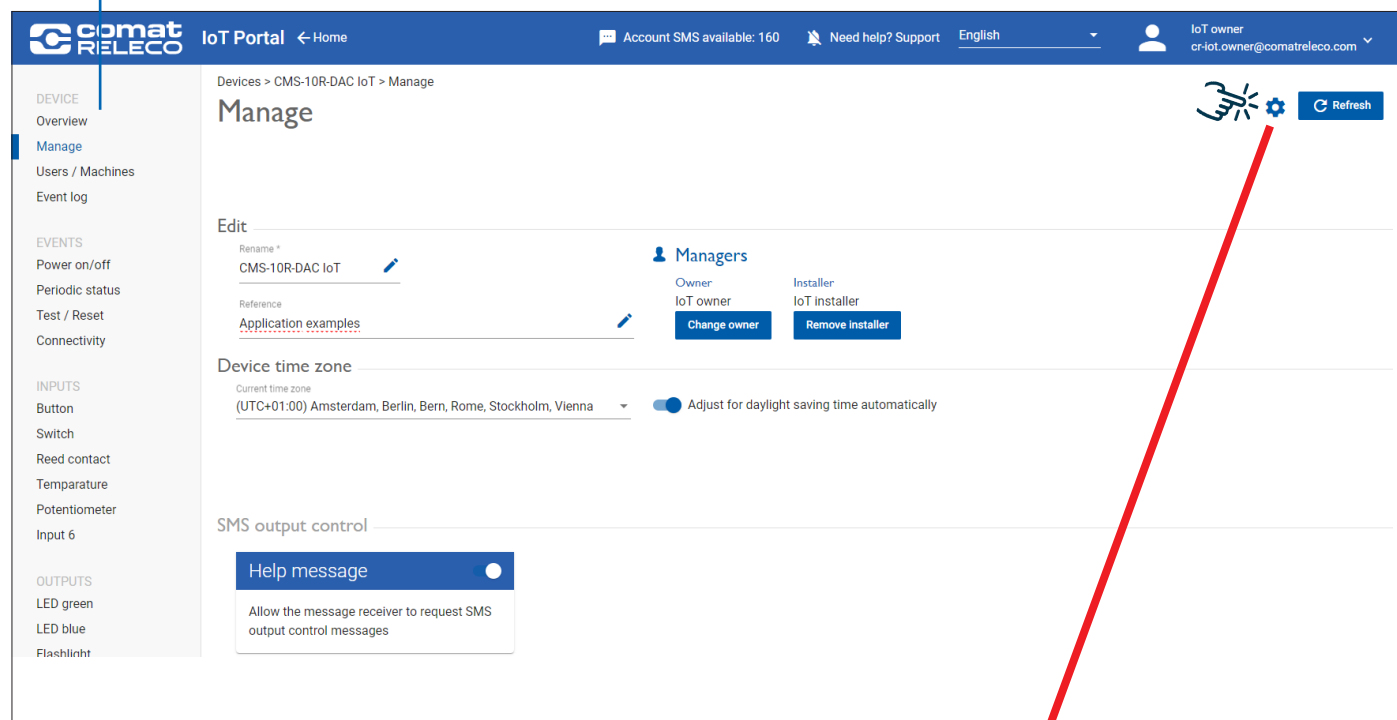 comat
RELECO
IoT Portal ← Home
Account SMS available: 160
Need help? Support
English
IoT owner
cr-iot.owner@comatreleco.com
DEVICE
Overview
Manage
Users / Machines
Event log
EVENTS
Power on/off
Periodic status
Test / Reset
Connectivity
INPUTS
Button
Switch
Reed contact
Temparature
Potentiometer
Input 6
OUTPUTS
LED green
LED blue
Flashlight
Devices > CMS-10R-DAC IoT > Manage
Manage
Refresh
Edit
Rename *
CMS-10R-DAC IoT
Reference
Application examples
Managers
Owner
IoT owner
Change owner
Installer
IoT installer
Remove installer
Device time zone
Current time zone
(UTC+01:00) Amsterdam, Berlin, Bern, Rome, Stockholm, Vienna
Adjust for daylight saving time automatically
SMS output control
Help message
Allow the message receiver to request SMS
output control messages